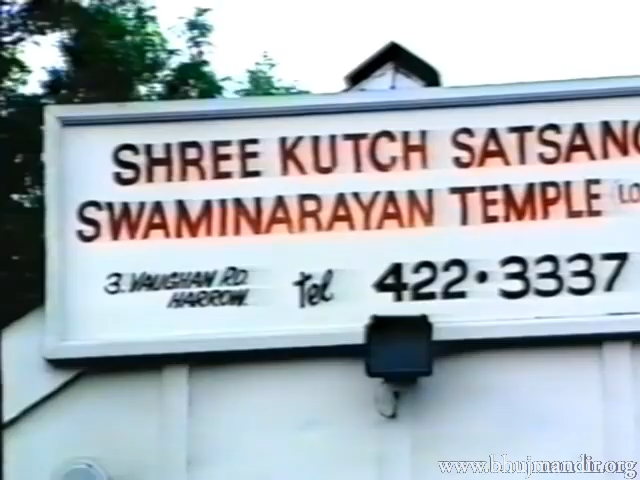 SHREE KUTCH SATSANG
SWAMINARAYAN TEMPLE
3. VAUGHAN RD.
HARROW.
tel 422·3337
www.bhujmandir.org